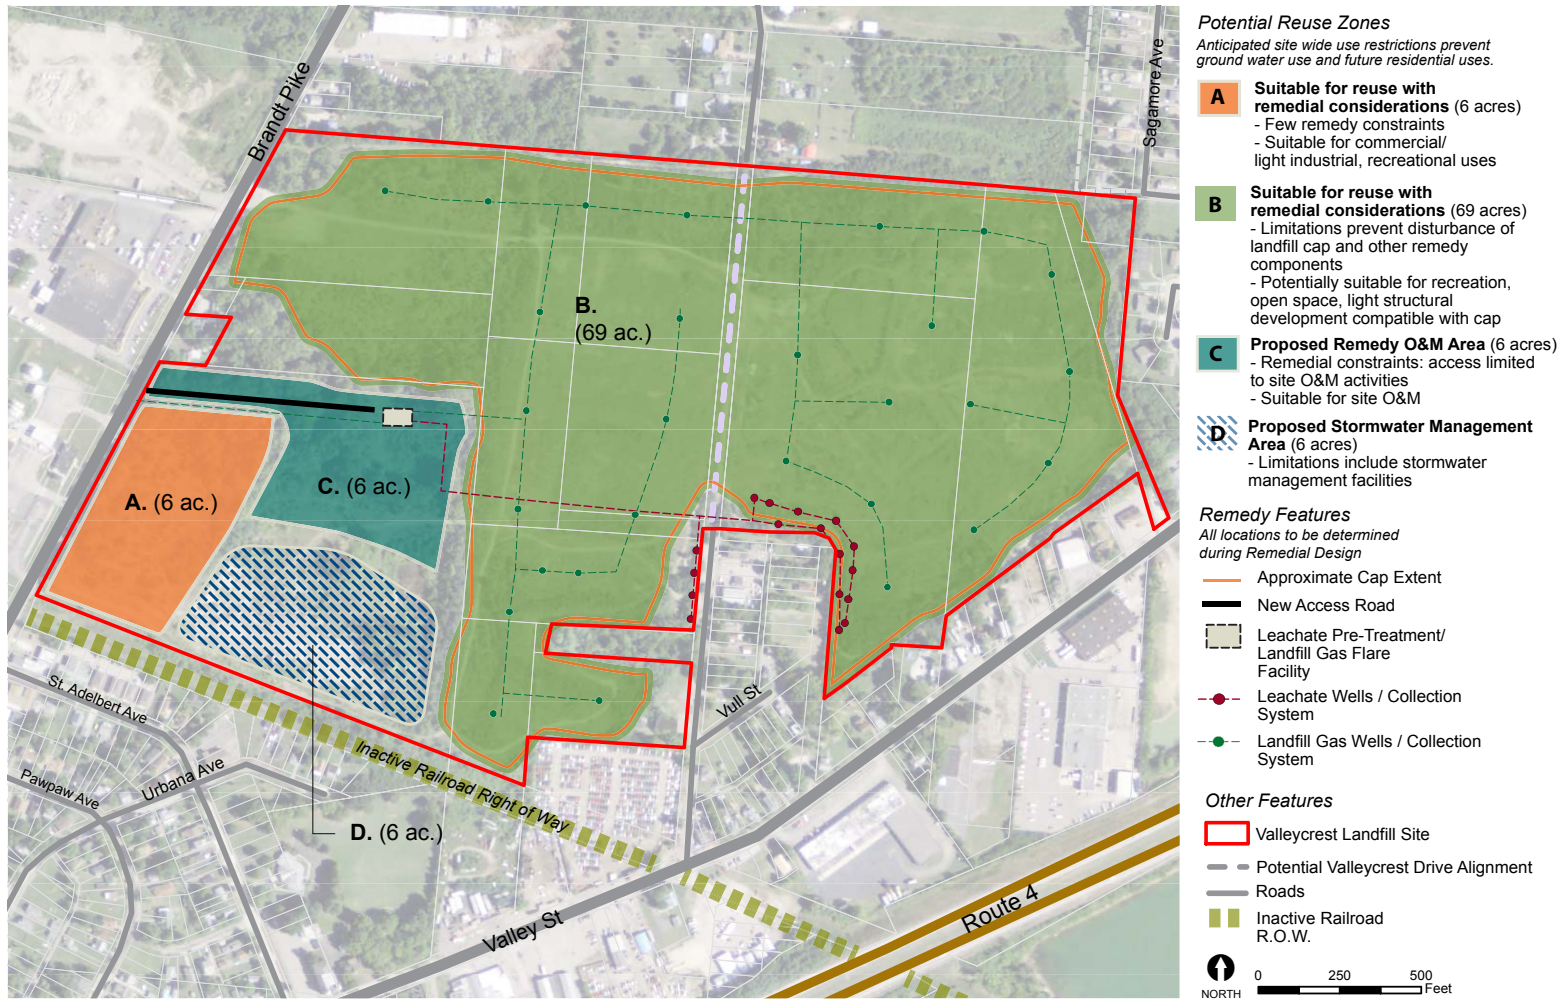 Brandt Pike
Sagamore Ave
B.
(69 ac.)
A. (6 ac.)
C. (6 ac.)
D. (6 ac.)
St. Adelbert Ave
Pawpaw Ave
Urbana Ave
Inactive Railroad Right of Way
Vull St
Valley St
Route 4
Potential Reuse Zones
Anticipated site wide use restrictions prevent
ground water use and future residential uses.
A
Suitable for reuse with
remedial considerations (6 acres)
- Few remedy constraints
- Suitable for commercial/
light industrial, recreational uses
B
Suitable for reuse with
remedial considerations (69 acres)
- Limitations prevent disturbance of
landfill cap and other remedy
components
- Potentially suitable for recreation,
open space, light structural
development compatible with cap
C
Proposed Remedy O&M Area (6 acres)
- Remedial constraints: access limited
to site O&M activities
- Suitable for site O&M
D
Proposed Stormwater Management
Area (6 acres)
- Limitations include stormwater
management facilities
Remedy Features
All locations to be determined
during Remedial Design
Approximate Cap Extent
New Access Road
Leachate Pre-Treatment/
Landfill Gas Flare
Facility
Leachate Wells / Collection
System
Landfill Gas Wells / Collection
System
Other Features
Valleycrest Landfill Site
Potential Valleycrest Drive Alignment
Roads
Inactive Railroad
R.O.W.
NORTH
0 250 500
Feet